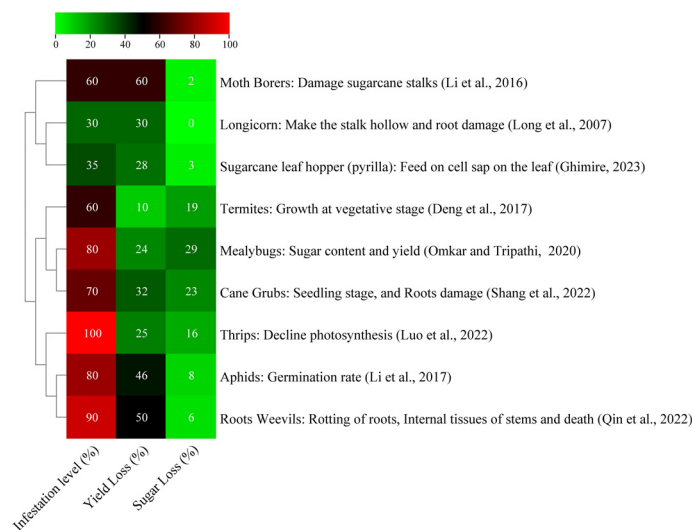 0 20 40 60 80 100
60 60 2 Moth Borers: Damage sugarcane stalks (Li et al., 2016)
30 30 0 Longicorn: Make the stalk hollow and root damage (Long et al., 2007)
35 28 3 Sugarcane leaf hopper (pyrilla): Feed on cell sap on the leaf (Ghimire, 2023)
60 10 19 Termites: Growth at vegetative stage (Deng et al., 2017)
80 24 29 Mealybugs: Sugar content and yield (Omkar and Tripathi, 2020)
70 32 23 Cane Grubs: Seedling stage, and Roots damage (Shang et al., 2022)
100 25 16 Thrips: Decline photosynthesis (Luo et al., 2022)
80 46 8 Aphids: Germination rate (Li et al., 2017)
90 50 6 Roots Weevils: Rotting of roots, Internal tissues of stems and death (Qin et al., 2022)
Infestation level (%)
Yield Loss (%)
Sugar Loss (%)